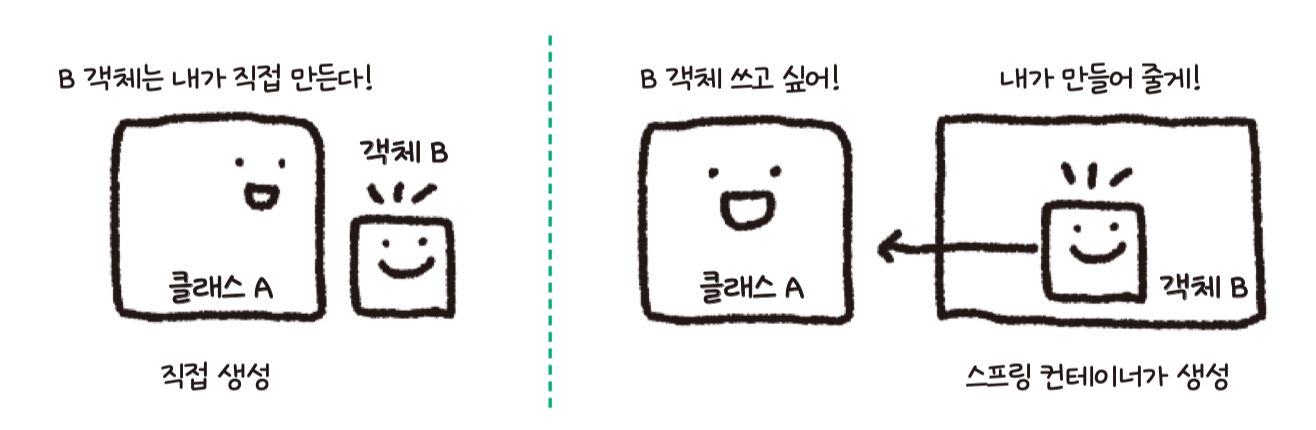 B 객체는 내가 직접 만든다!
객체 B
클래스 A
직접 생성
B 객체 쓰고 싶어!
내가 만들어 줄게!
클래스 A
객체 B
스프링 컨테이너가 생성